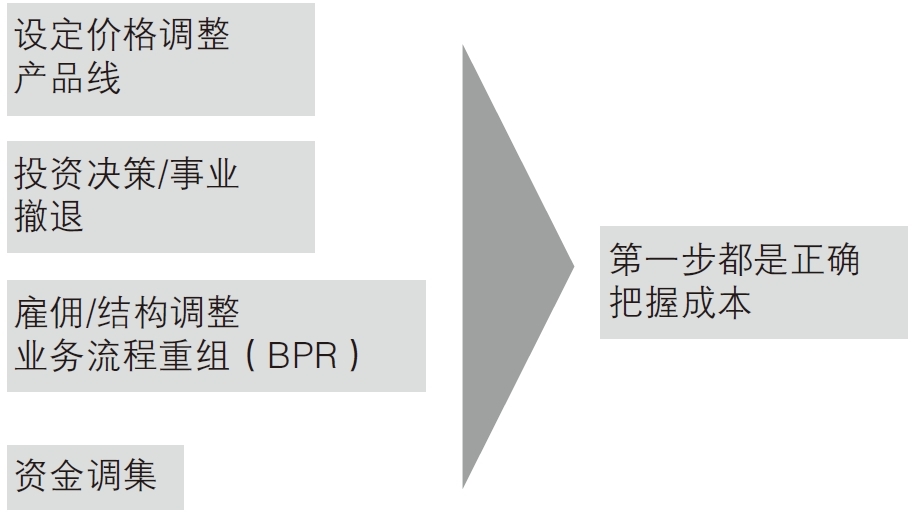 设定价格调整
产品线
投资决策/事业
撤退
雇佣/结构调整
业务流程重组（BPR）
资金调集
第一步都是正确
把握成本